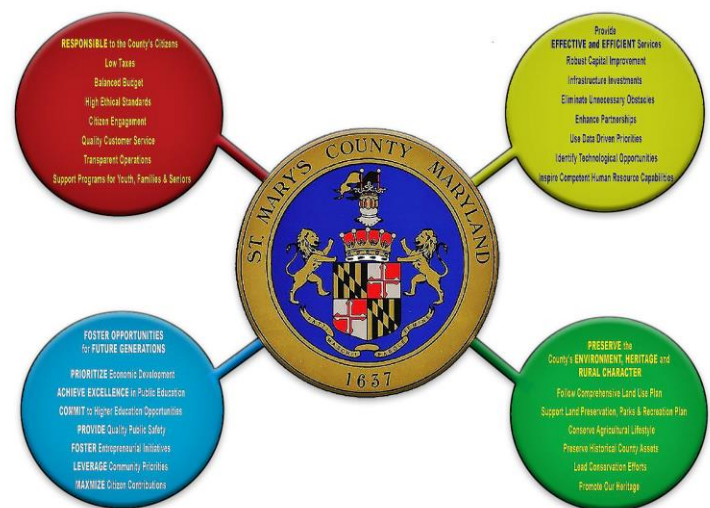 RESPONSIBLE to the County's Citizens
Low Taxes
Balanced Budget
High Ethical Standards
Citizen Engagement
Quality Customer Service
Transparent Operations
Support Programs for Youth, Families & Seniors
Provide
EFFECTIVE and EFFICIENT Services
Robust Capital Improvement
Infrastructure Investments
Eliminate Unnecessary Obstacles
Enhance Partnerships
Use Data Driven Priorities
Identify Technological Opportunities
Inspire Competent Human Resource Capabilities
ST. MARY'S COUNTY MARYLAND
1637
FOSTER OPPORTUNITIES
for FUTURE GENERATIONS
PRIORITIZE Economic Development
ACHIEVE EXCELLENCE in Public Education
COMMIT to Higher Education Opportunities
PROVIDE Quality Public Safety
FOSTER Entrepreneurial Initiatives
LEVERAGE Community Priorities
MAXMIZE Citizen Contributions
PRESERVE the
County's ENVIRONMENT, HERITAGE and
RURAL CHARACTER
Follow Comprehensive Land Use Plan
Support Land Preservation, Parks & Recreation Plan
Conserve Agricultural Lifestyle
Preserve Historical County Assets
Lead Conservation Efforts
Promote Our Heritage